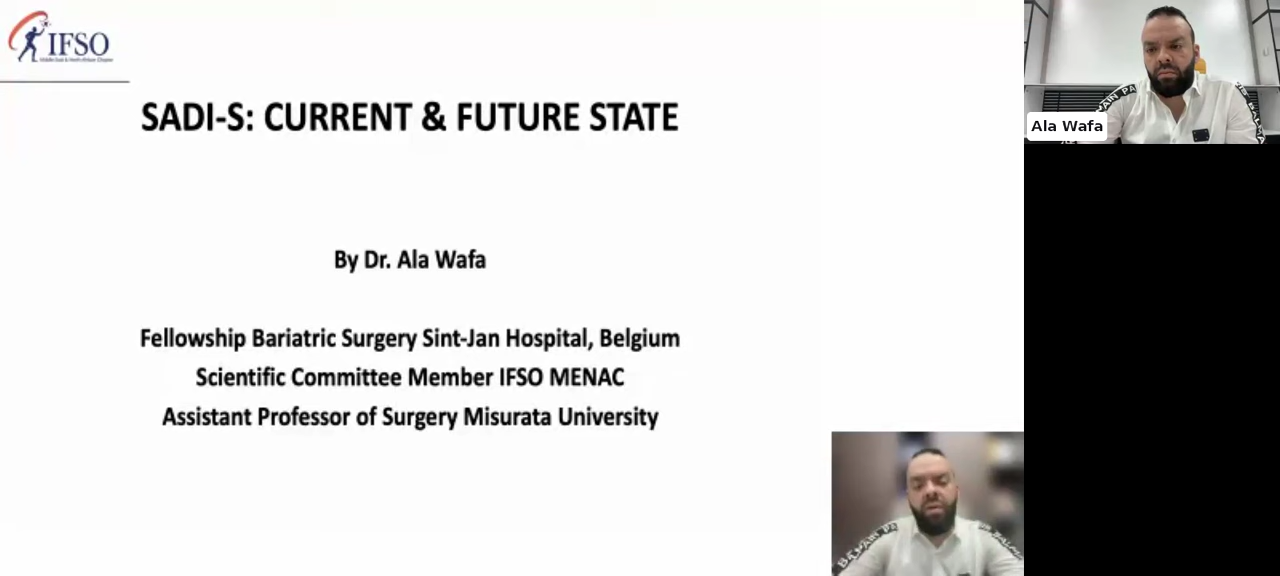 IFSO
SADI-S: CURRENT & FUTURE STATE
By Dr. Ala Wafa
Fellowship Bariatric Surgery Sint-Jan Hospital, Belgium
Scientific Committee Member IFSO MENAC
Assistant Professor of Surgery Misurata University
Ala Wafa